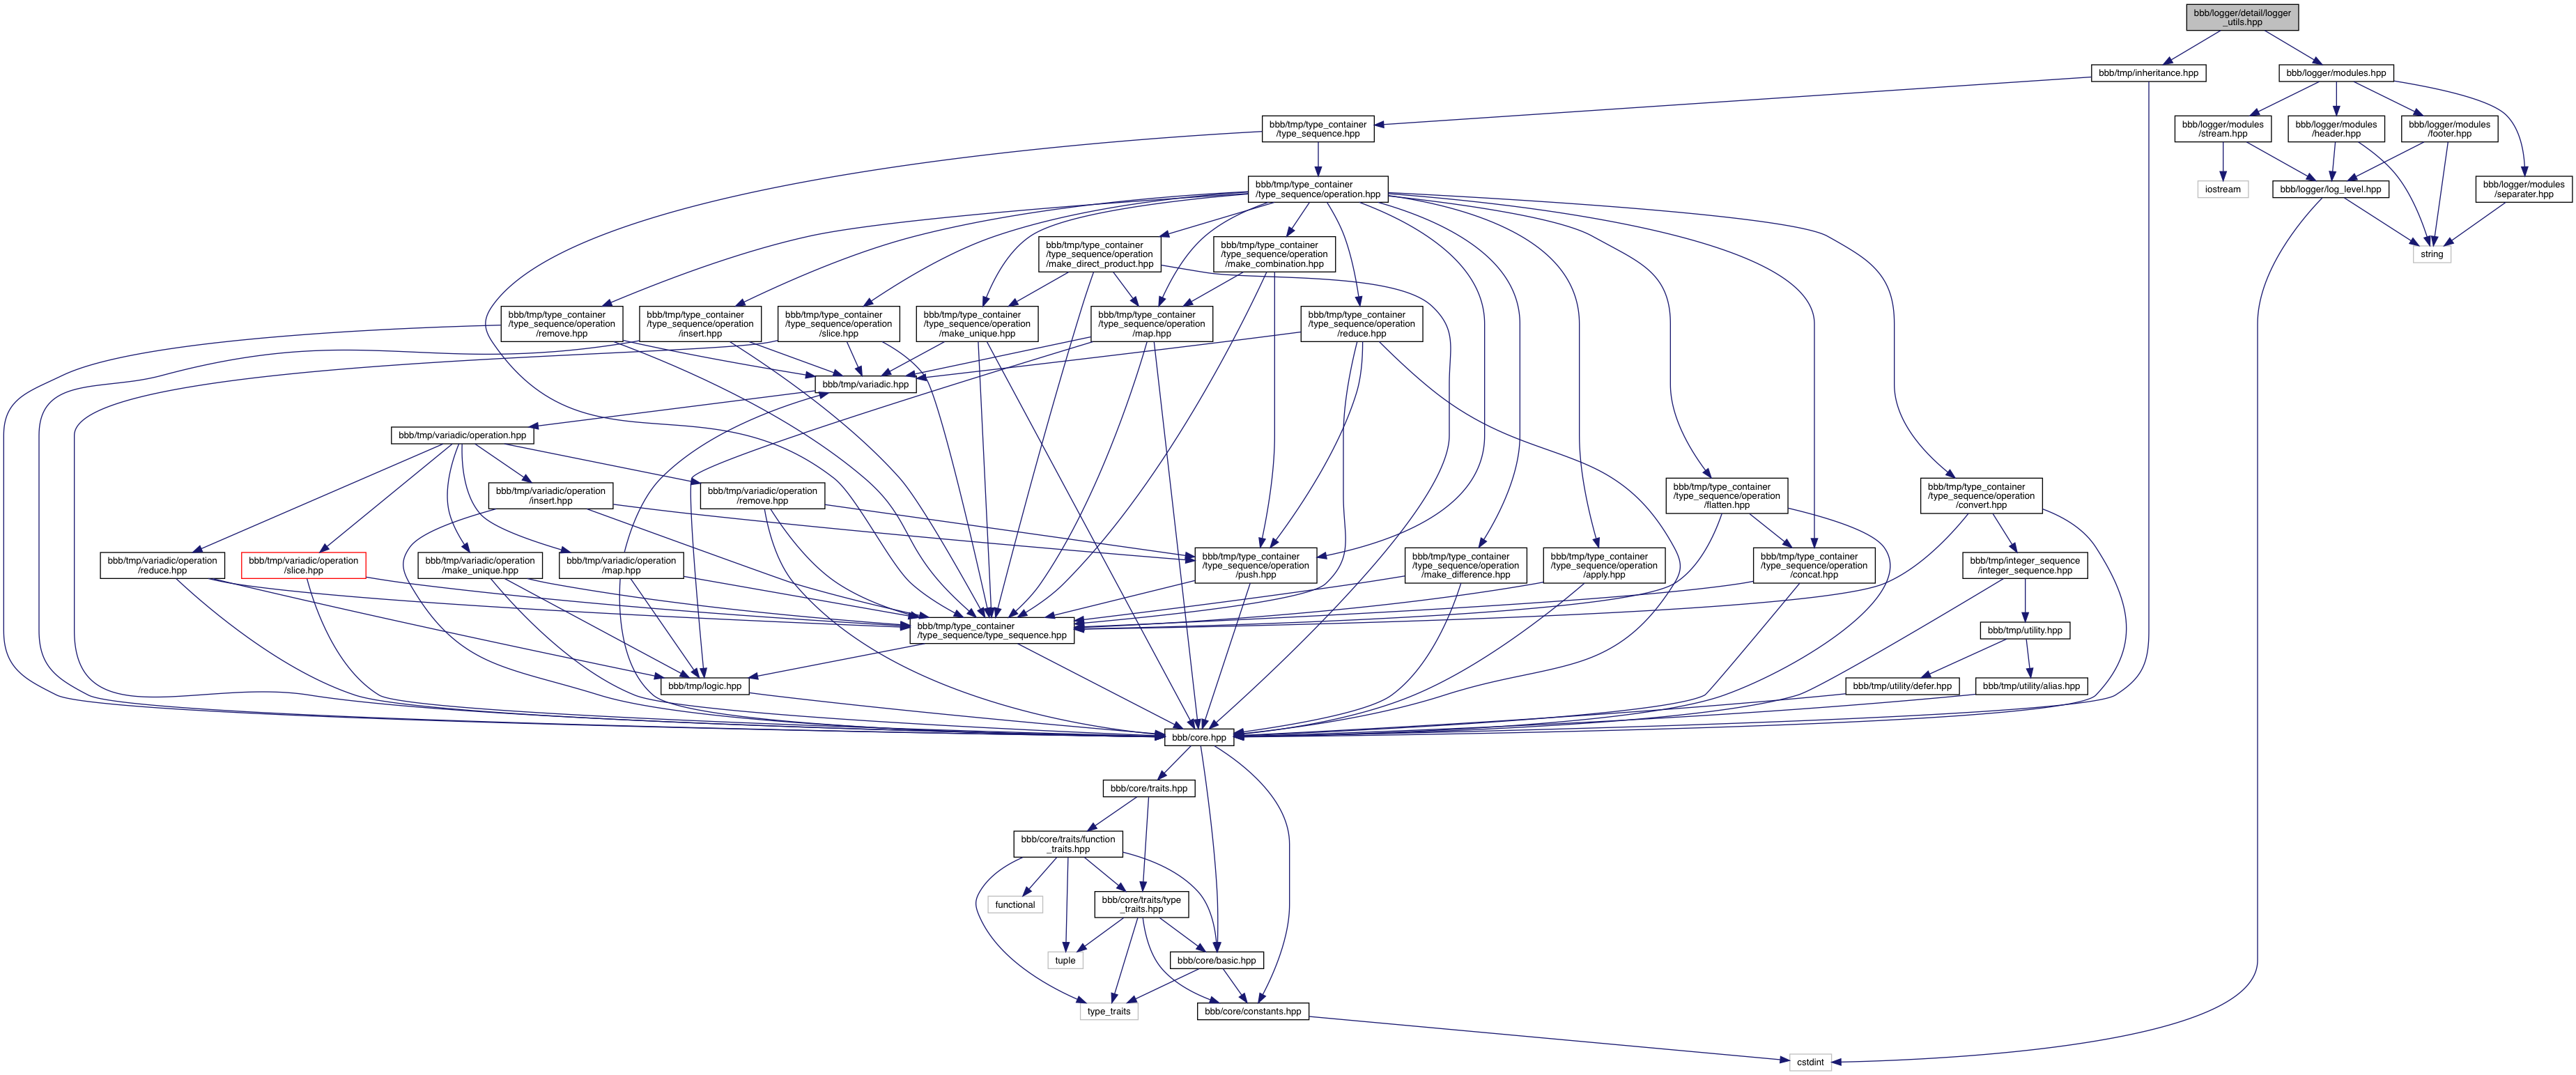 bbb/logger/detail/logger
_utils.hpp
bbb/tmp/inheritance.hpp
bbb/logger/modules.hpp
bbb/tmp/type_container
/type_sequence.hpp
bbb/logger/modules
/stream.hpp
bbb/logger/modules
/header.hpp
bbb/logger/modules
/footer.hpp
bbb/tmp/type_container
/type_sequence/operation.hpp
iostream
bbb/logger/log_level.hpp
bbb/logger/modules
/separater.hpp
bbb/tmp/type_container
/type_sequence/operation
/make_direct_product.hpp
bbb/tmp/type_container
/type_sequence/operation
/make_combination.hpp
string
bbb/tmp/type_container
/type_sequence/operation
/remove.hpp
bbb/tmp/type_container
/type_sequence/operation
/insert.hpp
bbb/tmp/type_container
/type_sequence/operation
/slice.hpp
bbb/tmp/type_container
/type_sequence/operation
/make_unique.hpp
bbb/tmp/type_container
/type_sequence/operation
/map.hpp
bbb/tmp/type_container
/type_sequence/operation
/reduce.hpp
bbb/tmp/variadic.hpp
bbb/tmp/variadic/operation.hpp
bbb/tmp/variadic/operation
/insert.hpp
bbb/tmp/variadic/operation
/remove.hpp
bbb/tmp/type_container
/type_sequence/operation
/flatten.hpp
bbb/tmp/type_container
/type_sequence/operation
/convert.hpp
bbb/tmp/variadic/operation
/reduce.hpp
bbb/tmp/variadic/operation
/slice.hpp
bbb/tmp/variadic/operation
/make_unique.hpp
bbb/tmp/variadic/operation
/map.hpp
bbb/tmp/type_container
/type_sequence/operation
/push.hpp
bbb/tmp/type_container
/type_sequence/operation
/make_difference.hpp
bbb/tmp/type_container
/type_sequence/operation
/apply.hpp
bbb/tmp/type_container
/type_sequence/operation
/concat.hpp
bbb/tmp/integer_sequence
/integer_sequence.hpp
bbb/tmp/type_container
/type_sequence/type_sequence.hpp
bbb/tmp/utility.hpp
bbb/tmp/logic.hpp
bbb/tmp/utility/defer.hpp
bbb/tmp/utility/alias.hpp
bbb/core.hpp
bbb/core/traits.hpp
bbb/core/traits/function
_traits.hpp
functional
bbb/core/traits/type
_traits.hpp
tuple
bbb/core/basic.hpp
type_traits
bbb/core/constants.hpp
cstdint